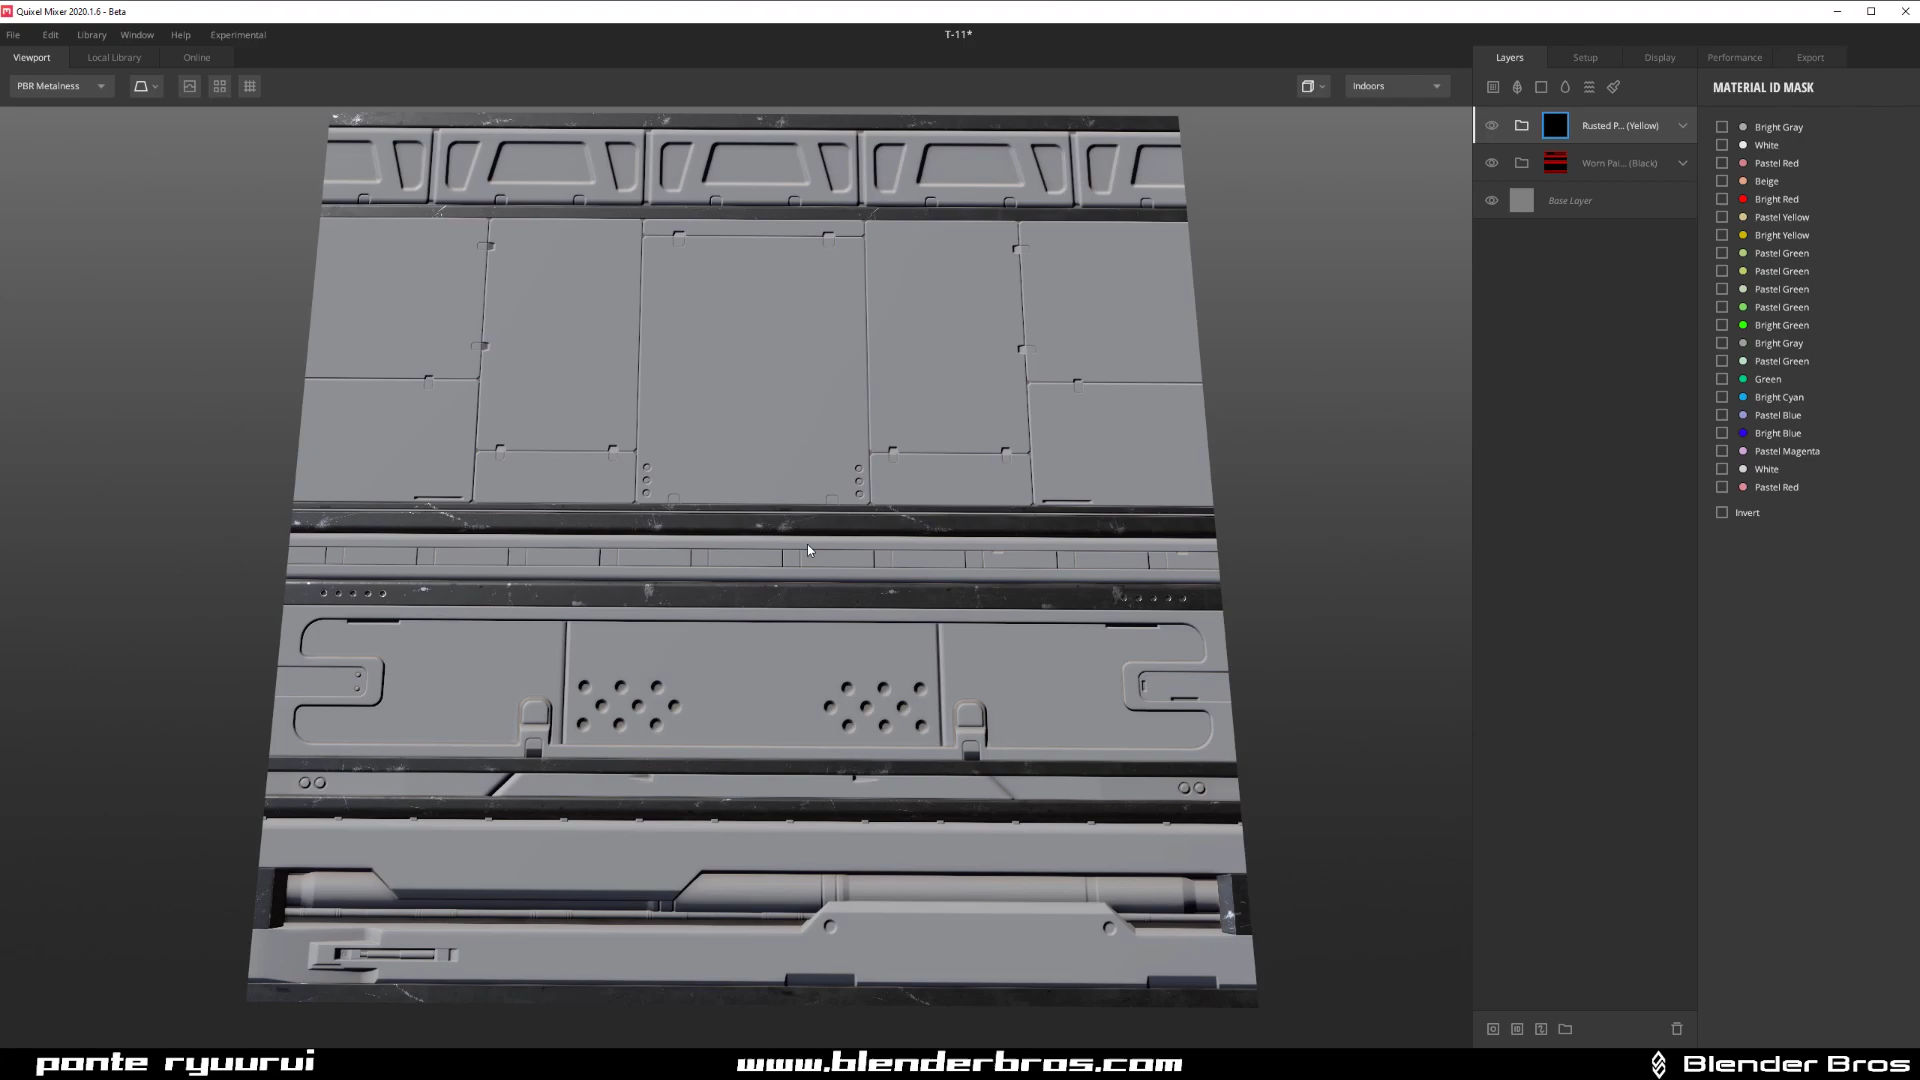 Quixel Mixer 2020.1.6 - Beta
File Edit Library Window Help Experimental
T-11*
Viewport Local Library Online
Layers Setup Display Performance Export
PBR Metalness
Indoors
MATERIAL ID MASK
Rusted P... (Yellow)
Worn Pai... (Black)
Base Layer
Bright Gray
White
Pastel Red
Beige
Bright Red
Pastel Yellow
Bright Yellow
Pastel Green
Pastel Green
Pastel Green
Pastel Green
Bright Green
Bright Gray
Pastel Green
Green
Bright Cyan
Pastel Blue
Bright Blue
Pastel Magenta
White
Pastel Red
Invert
ponte ryuurui
www.blenderbros.com
Blender Bros